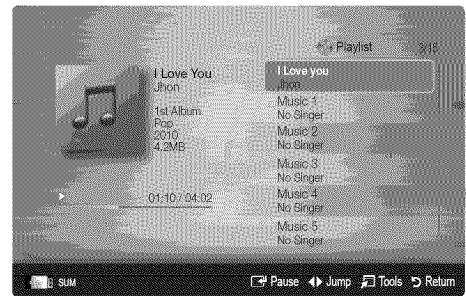 Playlist 3/15
I Love You
Jhon
1st Album
Pop
2010
4.2MB
01:10 / 04:02
I Love you
Jhon
Music 1
No Singer
Music 2
No Singer
Music 3
No Singer
Music 4
No Singer
Music 5
No Singer
SUM
Pause Jump Tools Return